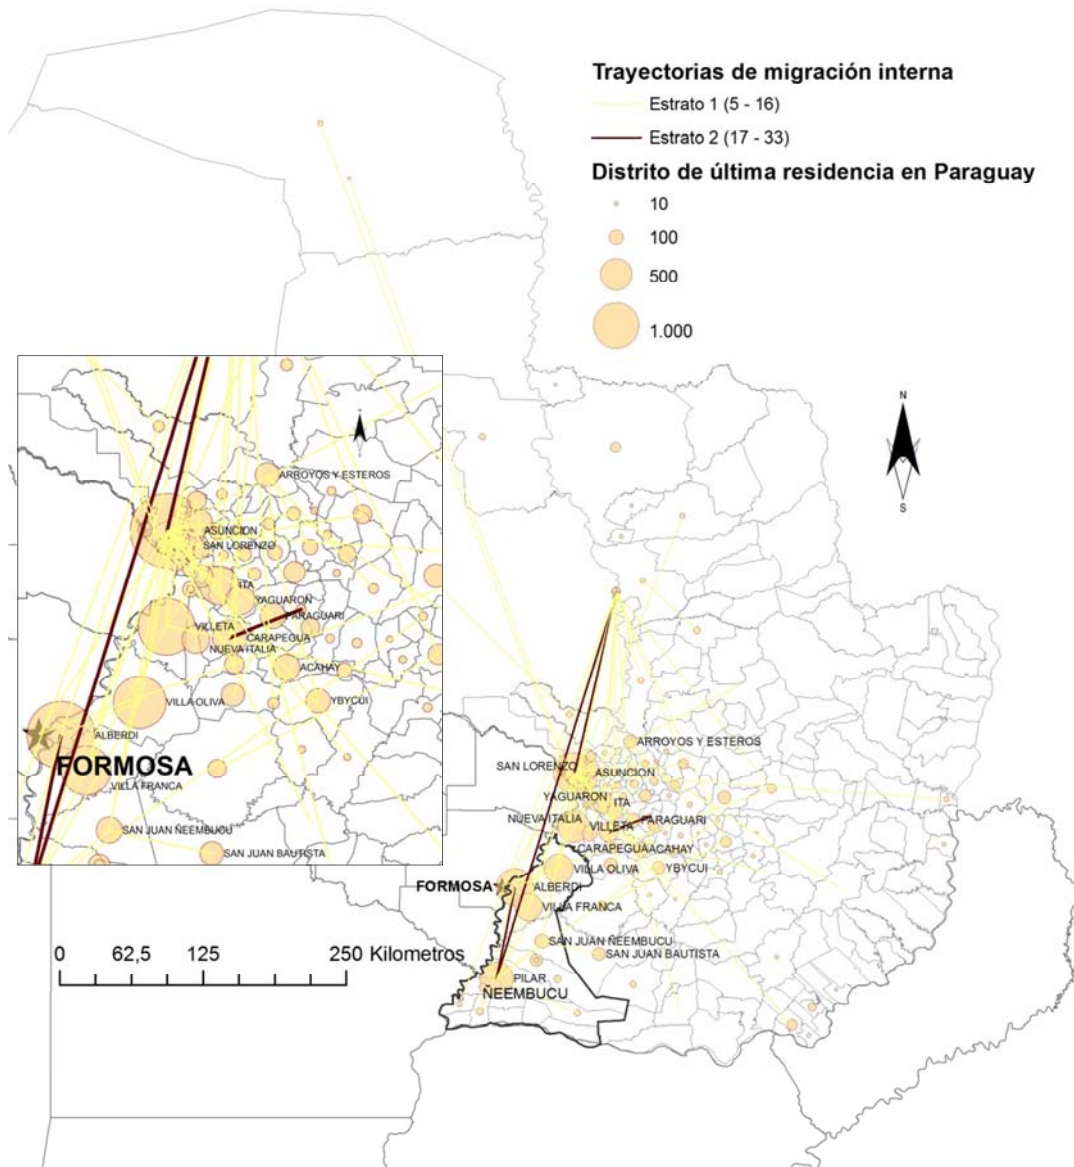 Trayectorias de migración interna
Estrato 1 (5 - 16)
Estrato 2 (17 - 33)
Distrito de última residencia en Paraguay
10
100
500
1.000
N
S
ARROYOS Y ESTEROS
ASUNCION
SAN LORENZO
ITA
YAGUARON
PARAGUARI
VILLETA
CARAPEGUA
NUEVA ITALIA
ACAHAY
VILLA OLIVA
YBYCUI
ALBERDI
FORMOSA
VILLA FRANCA
SAN JUAN ÑEEMBUCU
SAN JUAN BAUTISTA
ARROYOS Y ESTEROS
SAN LORENZO
ASUNCION
YAGUARON
ITA
NUEVA ITALIA
VILLETA
PARAGUARI
CARAPEGUA
ACAHAY
VILLA OLIVA
YBYCUI
FORMOSA
ALBERDI
VILLA FRANCA
SAN JUAN ÑEEMBUCU
SAN JUAN BAUTISTA
PILAR
ÑEEMBUCU
0 62,5 125 250 Kilometros